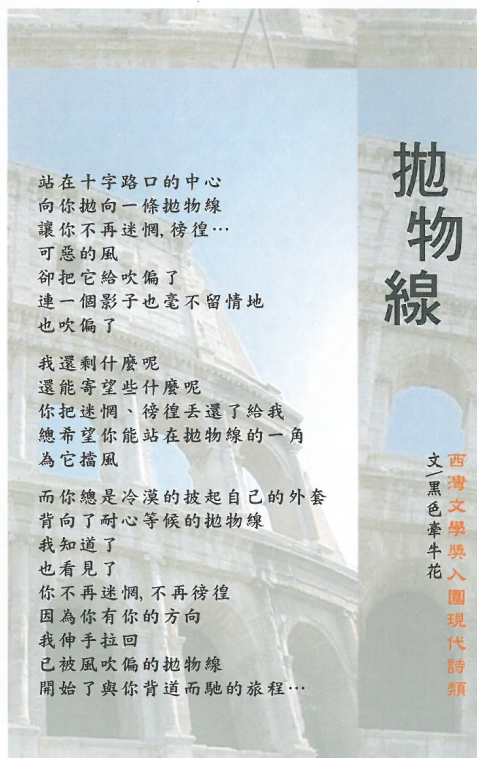 拋物線
西灣文學獎入圍現代詩類
文/黑色牽牛花
站在十字路口的中心
向你拋向一條拋物線
讓你不再迷惘,徬徨…
可惡的風
卻把它給吹偏了
連一個影子也毫不留情地
也吹偏了
我還剩什麼呢
還能寄望些什麼呢
你把迷惘、徬徨丟還了給我
總希望你能站在拋物線的一角
為它擋風
而你總是冷漠的披起自己的外套
背向了耐心等候的拋物線
我知道了
也看見了
你不再迷惘,不再徬徨
因為你有你的方向
我伸手拉回
已被風吹偏的拋物線
開始了與你背道而馳的旅程…